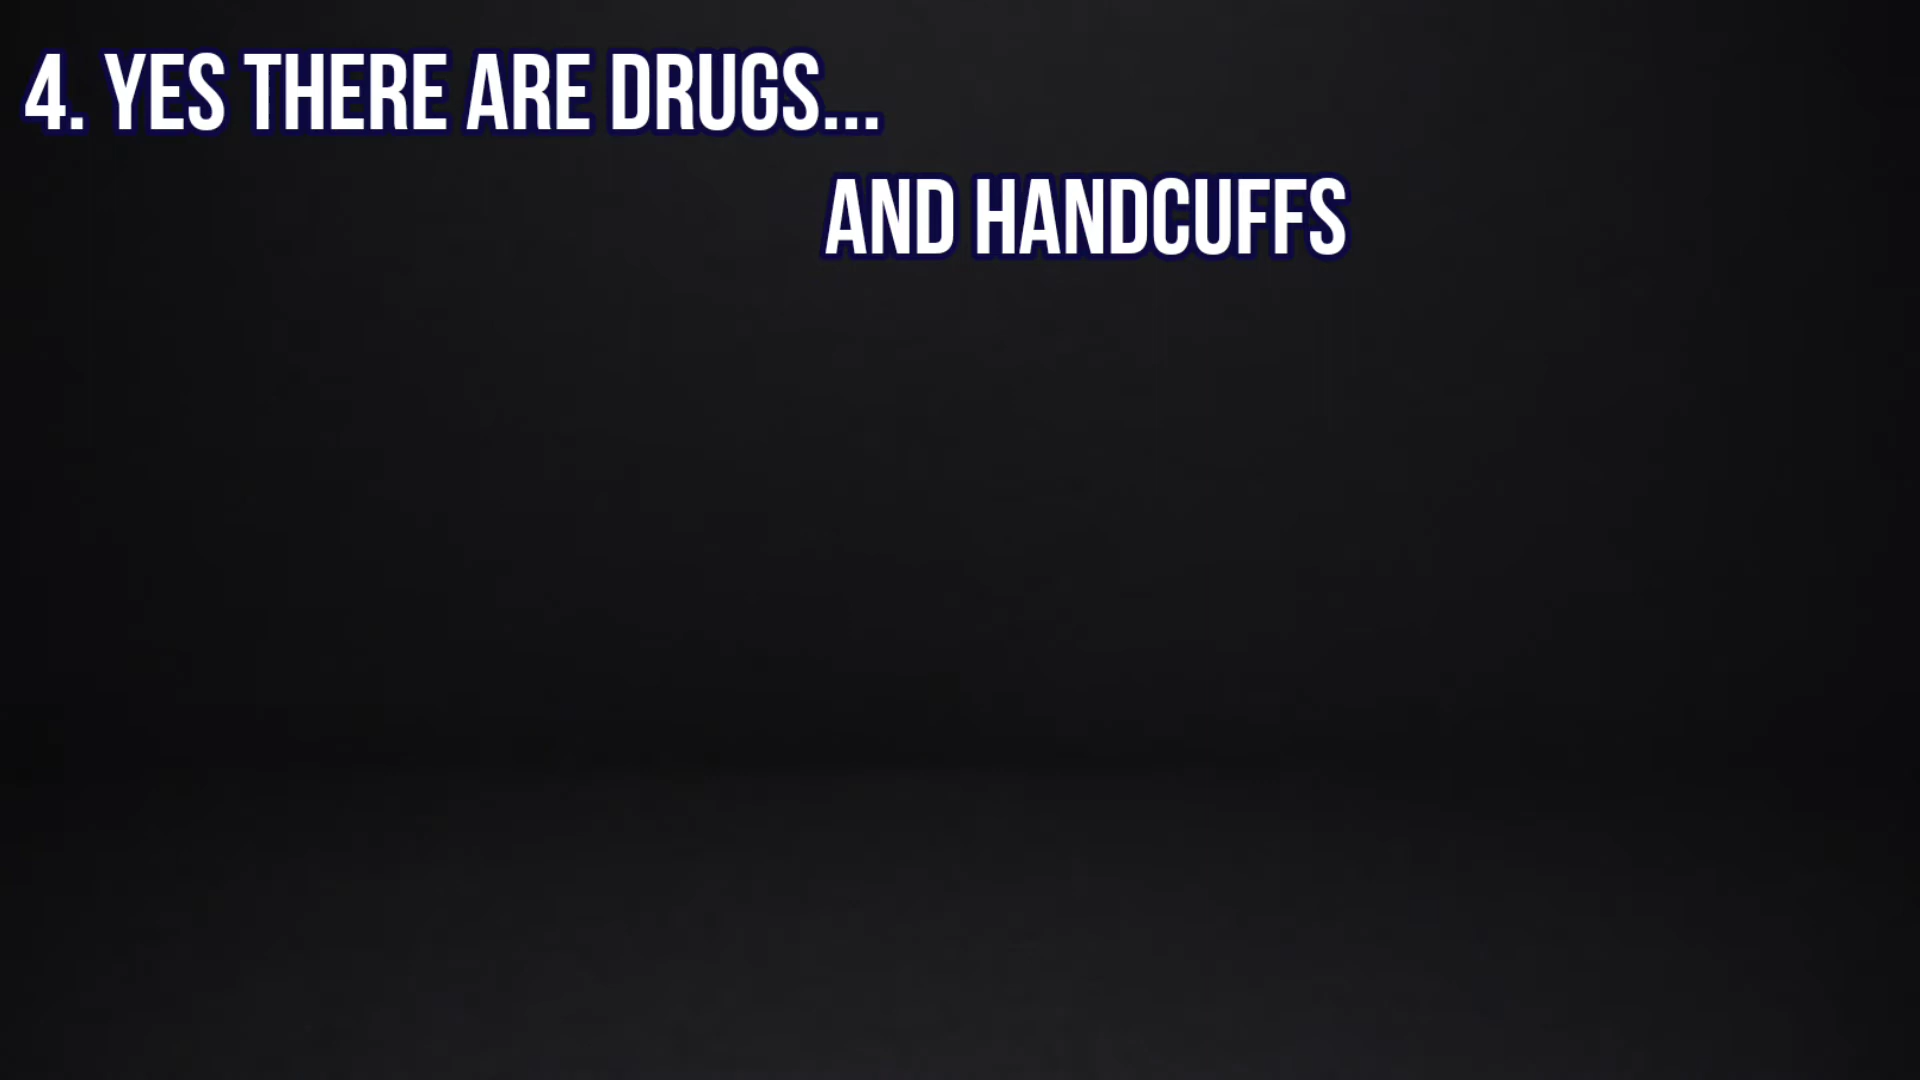 4. YES THERE ARE DRUGS...
AND HANDCUFFS